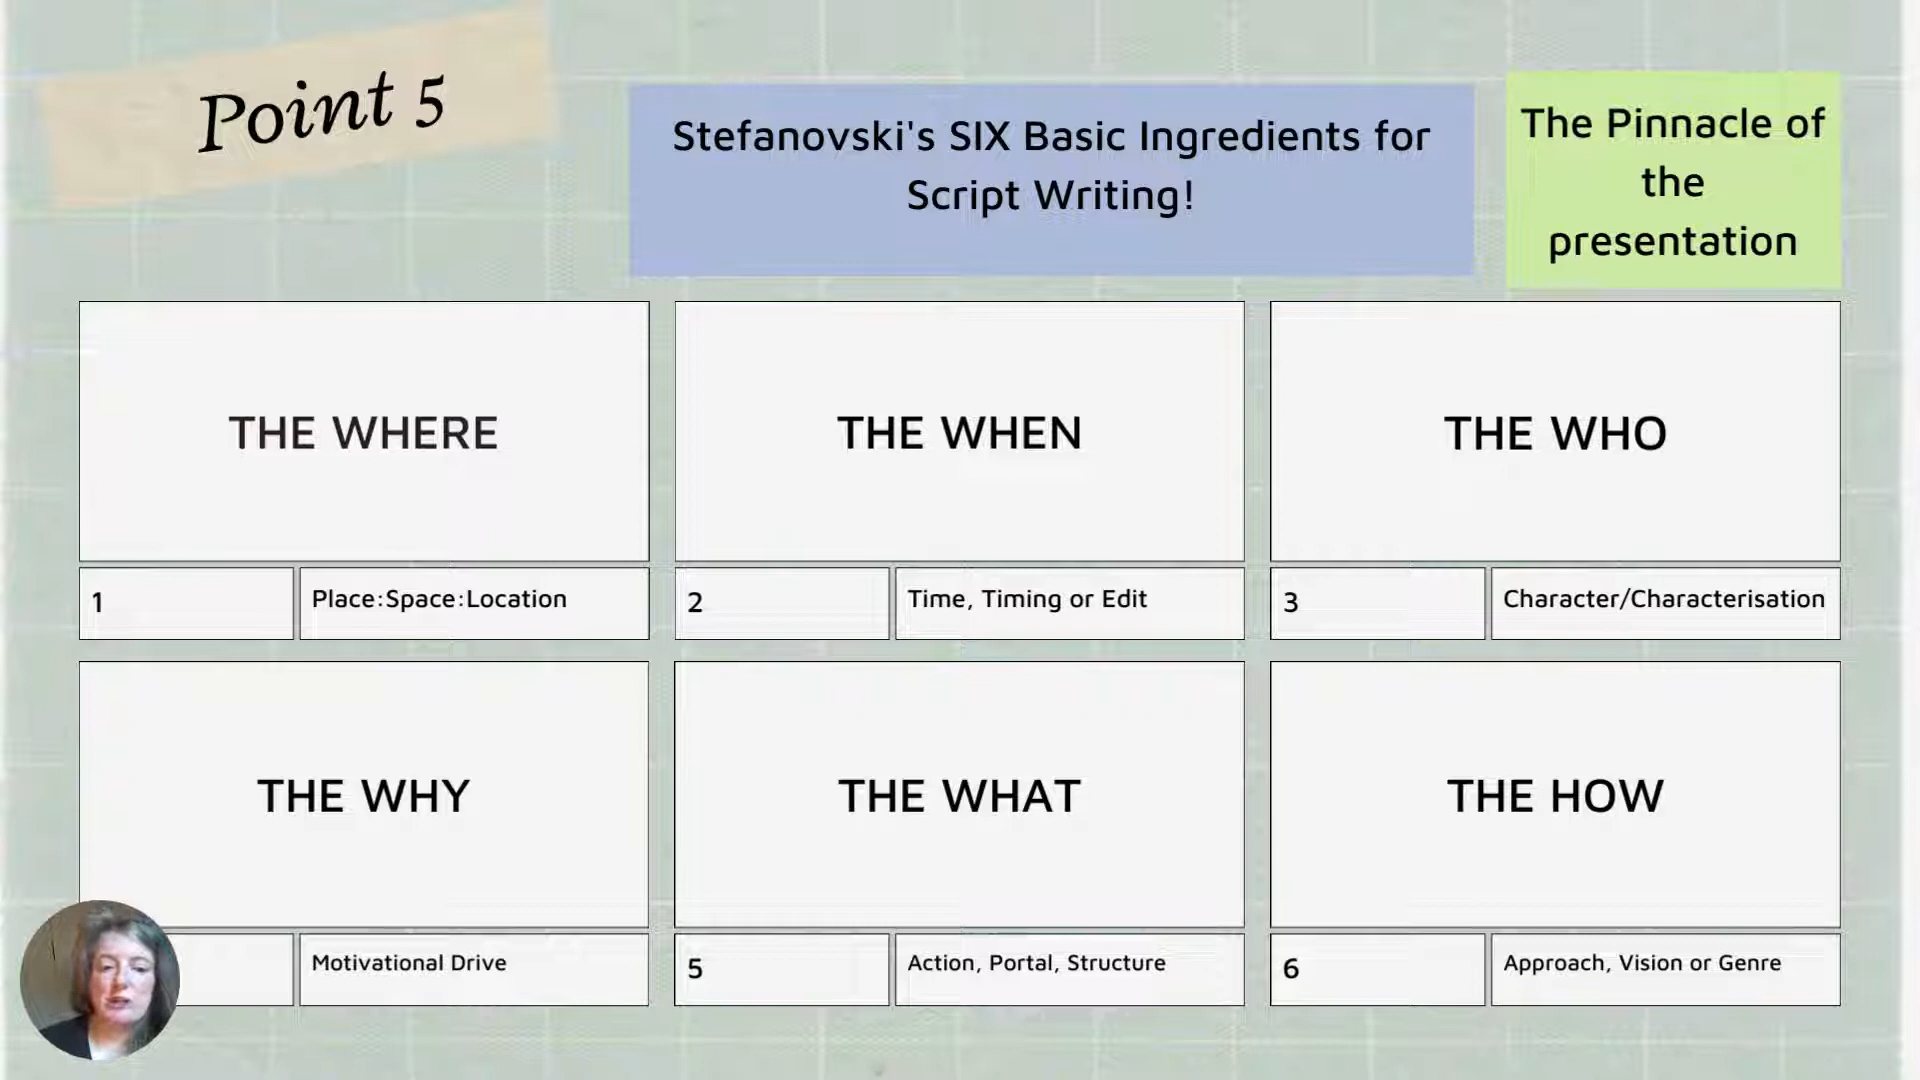 Point 5
Stefanovski's SIX Basic Ingredients for
Script Writing!
The Pinnacle of
the
presentation
THE WHERE
THE WHEN
THE WHO
1
Place:Space:Location
2
Time, Timing or Edit
3
Character/Characterisation
THE WHY
THE WHAT
THE HOW
Motivational Drive
5
Action, Portal, Structure
6
Approach, Vision or Genre